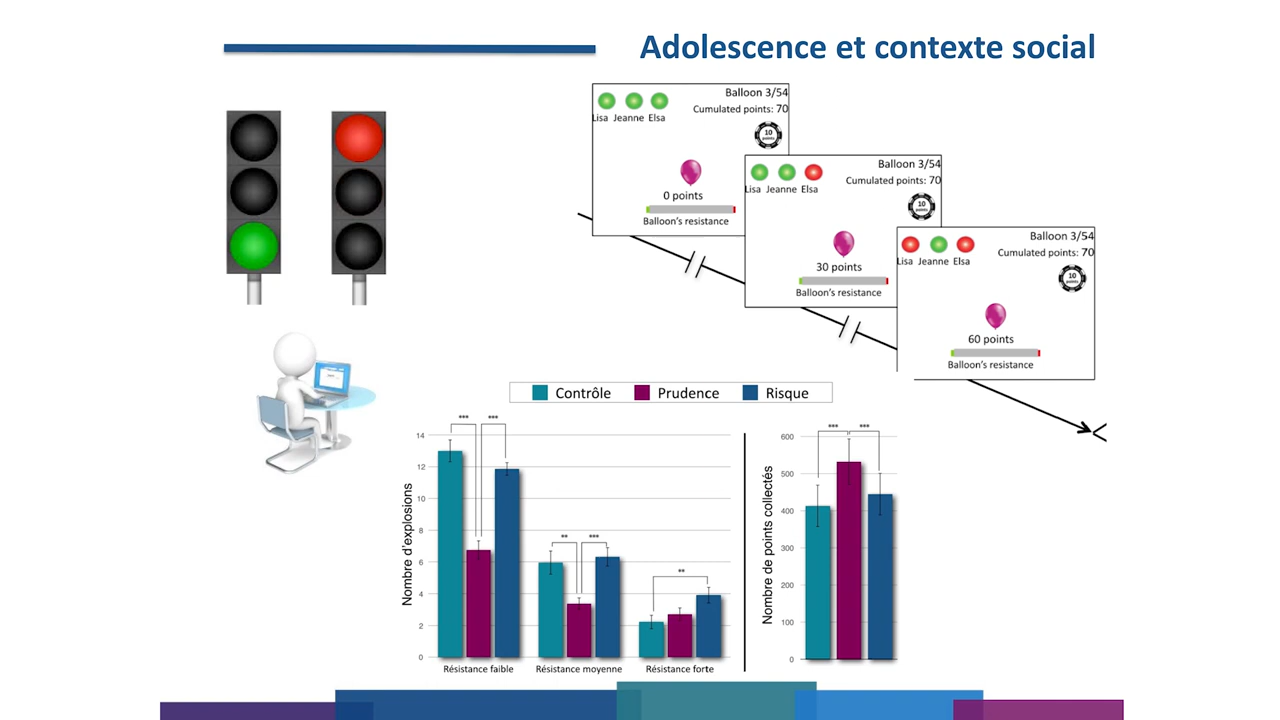 Adolescence et contexte social
Balloon 3/54
Cumulated points: 70
Lisa Jeanne Elsa
10
points
0 points
Balloon's resistance
Balloon 3/54
Cumulated points: 70
Lisa Jeanne Elsa
10
points
30 points
Balloon's resistance
Balloon 3/54
Cumulated points: 70
Lisa Jeanne Elsa
10
points
60 points
Balloon's resistance
Contrôle Prudence Risque
Nombre d'explosions
14
12
10
8
6
4
2
0
*** ***
** ***
**
Résistance faible Résistance moyenne Résistance forte
Nombre de points collectés
600
500
400
300
200
100
0
*** ***